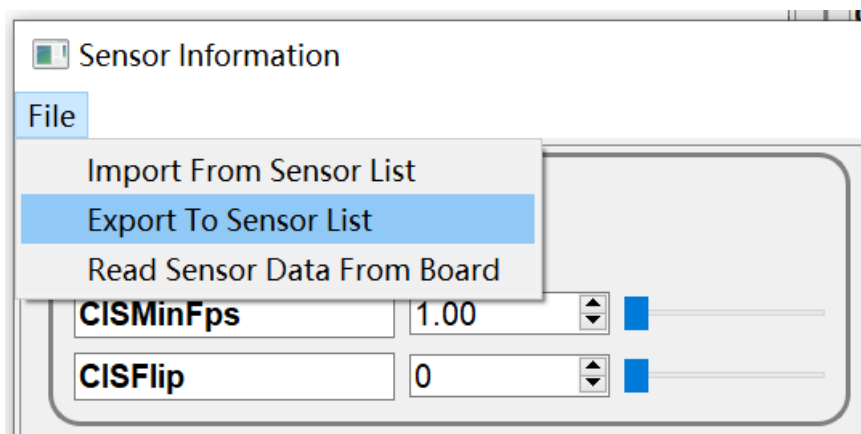 Sensor Information
File
Import From Sensor List
Export To Sensor List
Read Sensor Data From Board
CISMinFps 1.00
CISFlip 0